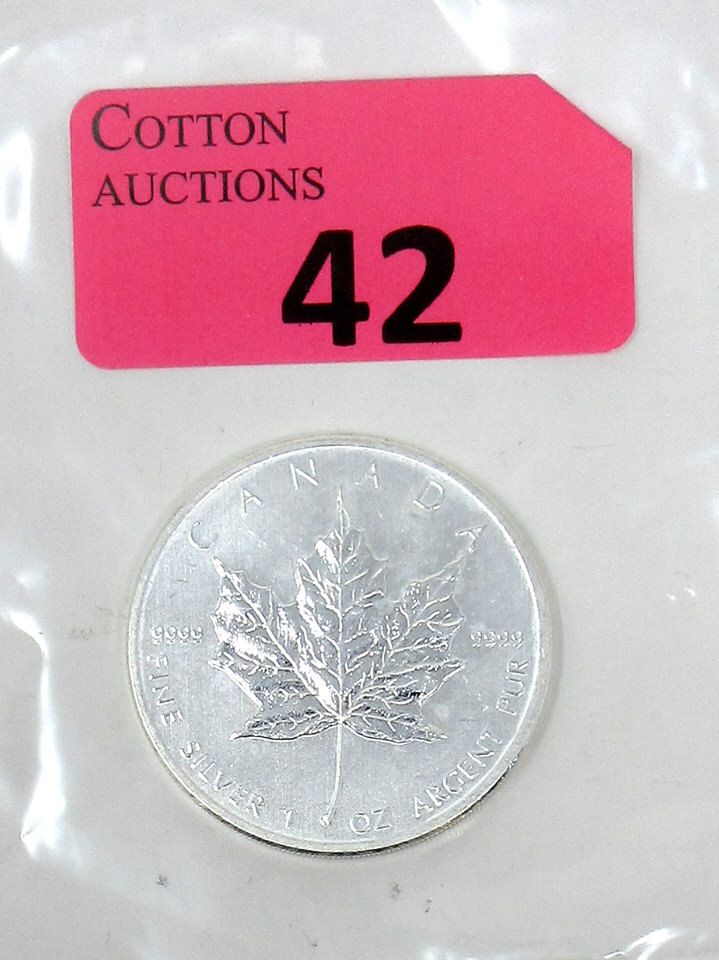 COTTON
AUCTIONS
42
CANADA
9999 9999
FINE SILVER 1 OZ ARGENT PUR